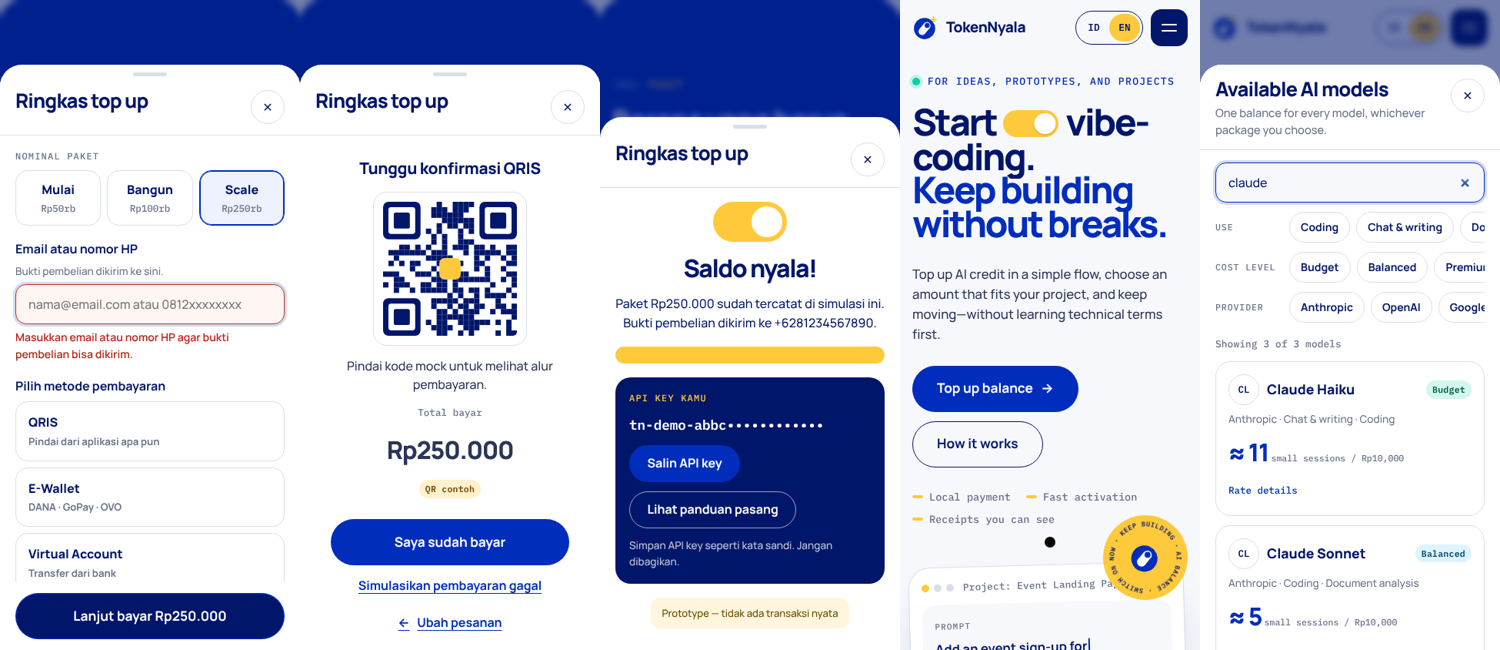 Ringkas top up
×
NOMINAL PAKET
Mulai
Rp50rb
Bangun
Rp100rb
Scale
Rp250rb
Email atau nomor HP
Bukti pembelian dikirim ke sini.
nama@email.com atau 0812xxxxxxxx
Masukkan email atau nomor HP agar bukti
pembelian bisa dikirim.
Pilih metode pembayaran
QRIS
Pindai dari aplikasi apa pun
E-Wallet
DANA · GoPay · OVO
Virtual Account
Transfer dari bank
Lanjut bayar Rp250.000
Ringkas top up
×
Tunggu konfirmasi QRIS
Pindai kode mock untuk melihat alur
pembayaran.
Total bayar
Rp250.000
QR contoh
Saya sudah bayar
Simulasikan pembayaran gagal
← Ubah pesanan
Ringkas top up
×
Saldo nyala!
Paket Rp250.000 sudah tercatat di simulasi ini.
Bukti pembelian dikirim ke +6281234567890.
API KEY KAMU
tn-demo-abbc••••••••••••
Salin API key
Lihat panduan pasang
Simpan API key seperti kata sandi. Jangan
dibagikan.
Prototype — tidak ada transaksi nyata
TokenNyala
ID EN
FOR IDEAS, PROTOTYPES, AND PROJECTS
Start vibe-
coding.
Keep building
without breaks.
Top up AI credit in a simple flow, choose an
amount that fits your project, and keep
moving—without learning technical terms
first.
Top up balance →
How it works
Local payment Fast activation
Receipts you can see
KEEP BUILDING · AI BALANCE · SWITCH ON NOW ·
Project: Event Landing Pa
PROMPT
Add an event sign-up for
TokenNyala
Available AI models
One balance for every model, whichever
package you choose.
×
claude
×
USE
Coding Chat & writing Do
COST LEVEL
Budget Balanced Premiu
PROVIDER
Anthropic OpenAI Google
Showing 3 of 3 models
CL Claude Haiku Budget
Anthropic · Chat & writing · Coding
≈ 11 small sessions / Rp10,000
Rate details
CL Claude Sonnet Balanced
Anthropic · Coding · Document analysis
≈ 5 small sessions / Rp10,000